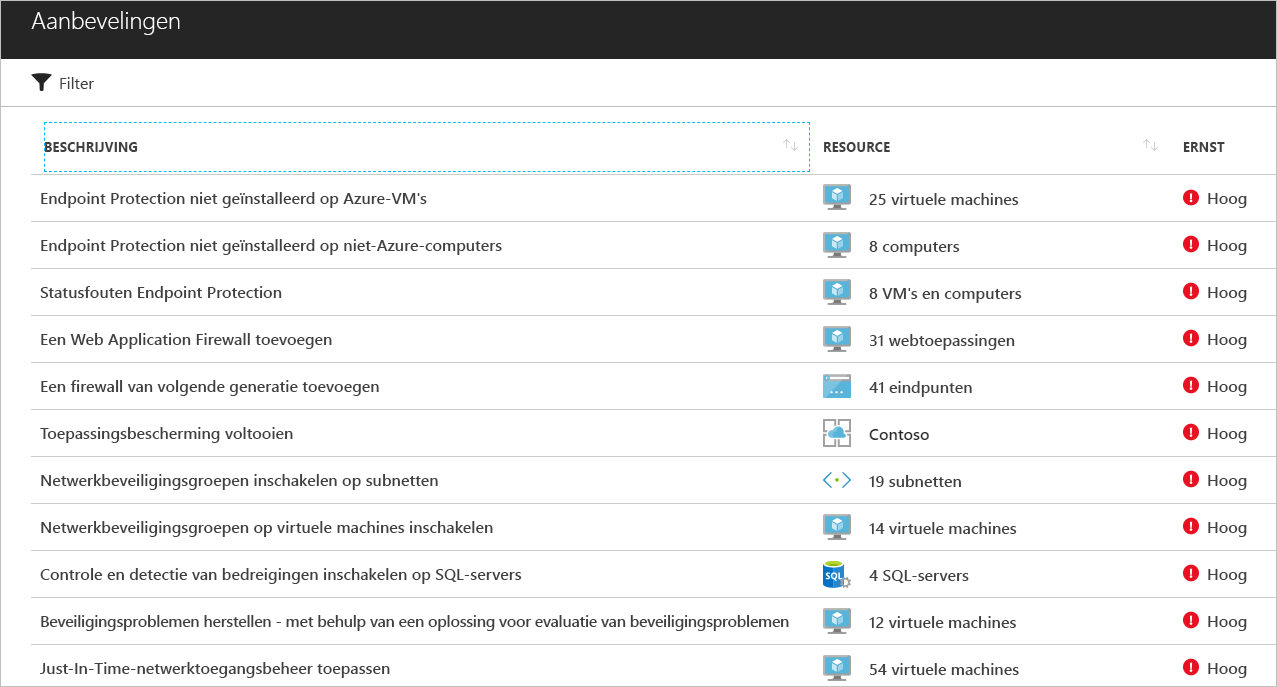 Aanbevelingen
Filter
BESCHRIJVING RESOURCE ERNST
Endpoint Protection niet geïnstalleerd op Azure-VM's 25 virtuele machines Hoog
Endpoint Protection niet geïnstalleerd op niet-Azure-computers 8 computers Hoog
Statusfouten Endpoint Protection 8 VM's en computers Hoog
Een Web Application Firewall toevoegen 31 webtoepassingen Hoog
Een firewall van volgende generatie toevoegen 41 eindpunten Hoog
Toepassingsbescherming voltooien Contoso Hoog
Netwerkbeveiligingsgroepen inschakelen op subnetten 19 subnetten Hoog
Netwerkbeveiligingsgroepen op virtuele machines inschakelen 14 virtuele machines Hoog
Controle en detectie van bedreigingen inschakelen op SQL-servers SQL 4 SQL-servers Hoog
Beveiligingsproblemen herstellen - met behulp van een oplossing voor evaluatie van beveiligingsproblemen 12 virtuele machines Hoog
Just-In-Time-netwerktoegangsbeheer toepassen 54 virtuele machines Hoog